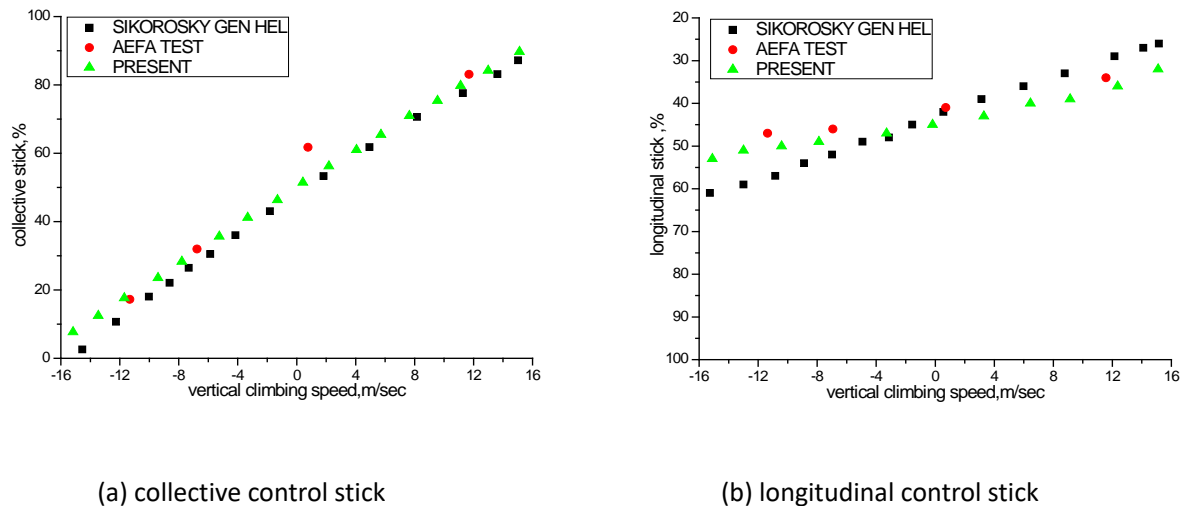 SIKOROSKY GEN HEL
AEFA TEST
PRESENT
100
80
60
40
20
0
collective stick,%
-16 -12 -8 -4 0 4 8 12 16
vertical climbing speed,m/sec
(a) collective control stick
20
30
40
50
60
70
80
90
100
longitudinal stick ,%
SIKOROSKY GEN HEL
AEFA TEST
PRESENT
-16 -12 -8 -4 0 4 8 12 16
vertical climbing speed,m/sec
(b) longitudinal control stick